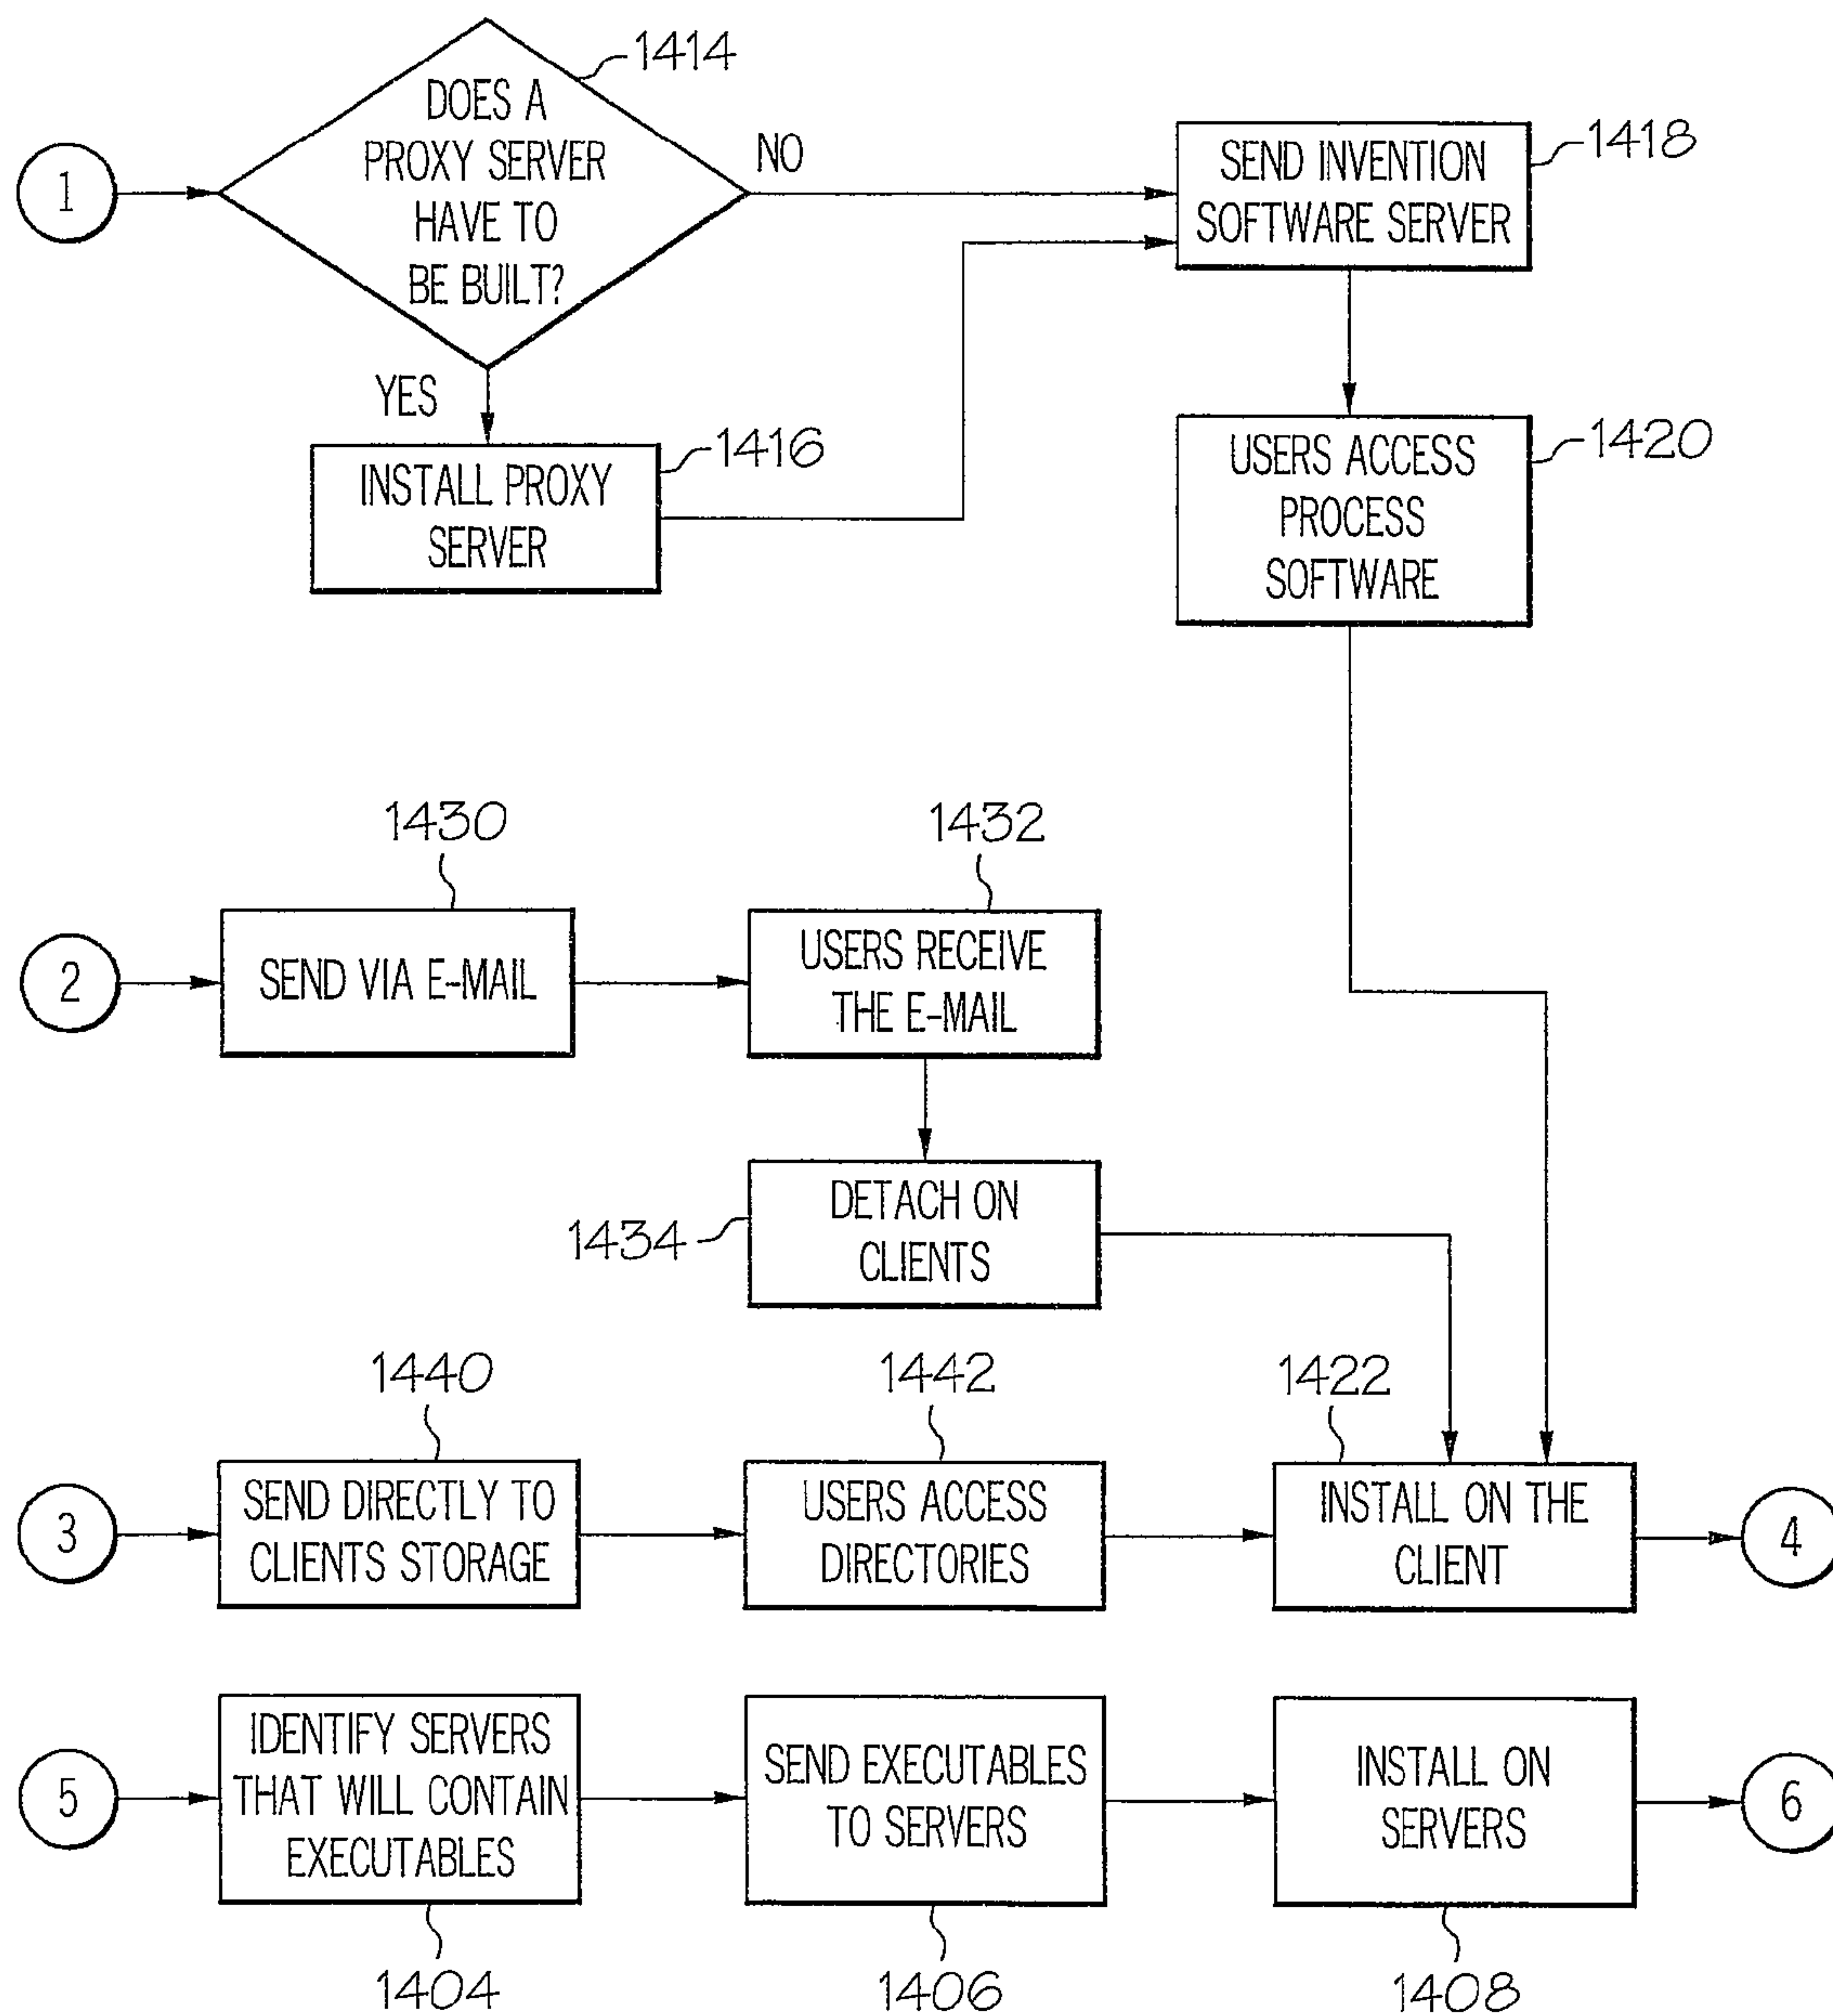 1
DOES A
PROXY SERVER
HAVE TO
BE BUILT?
1414
NO
YES
INSTALL PROXY
SERVER
1416
SEND INVENTION
SOFTWARE SERVER
1418
USERS ACCESS
PROCESS
SOFTWARE
1420
2
1430
SEND VIA E-MAIL
1432
USERS RECEIVE
THE E-MAIL
1434
DETACH ON
CLIENTS
3
1440
SEND DIRECTLY TO
CLIENTS STORAGE
1442
USERS ACCESS
DIRECTORIES
1422
INSTALL ON THE
CLIENT
4
5
IDENTIFY SERVERS
THAT WILL CONTAIN
EXECUTABLES
1404
SEND EXECUTABLES
TO SERVERS
1406
INSTALL ON
SERVERS
1408
6